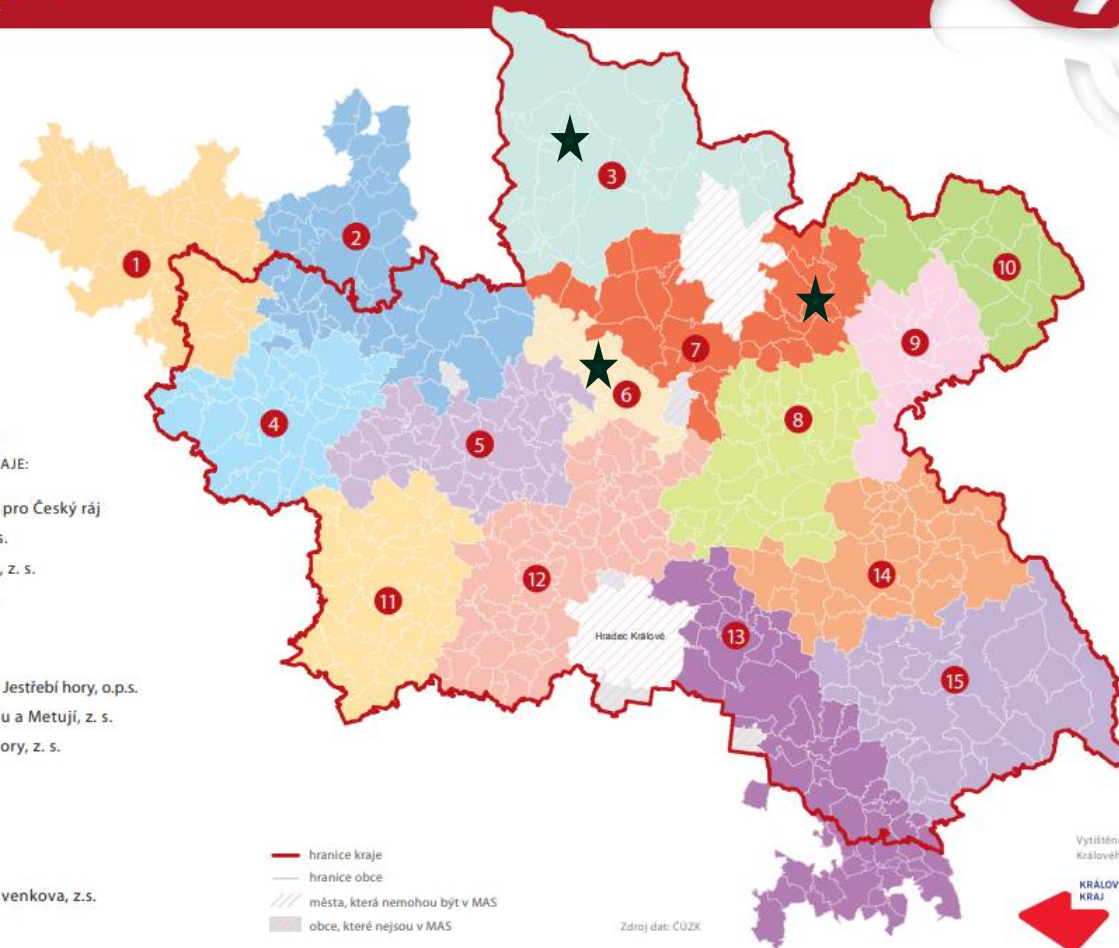 1
2
3
4
5
6
7
8
9
10
11
12
13
14
15
Hradec Králové
AJE:
pro Český ráj
s.
, z. s.
Jestřebí hory, o.p.s.
u a Metují, z. s.
ory, z. s.
venkova, z.s.
hranice kraje
hranice obce
města, která nemohou být v MAS
obce, které nejsou v MAS
Zdroj dat: ČÚZK
Vytištěn
Královéh
KRÁLOV
KRAJ